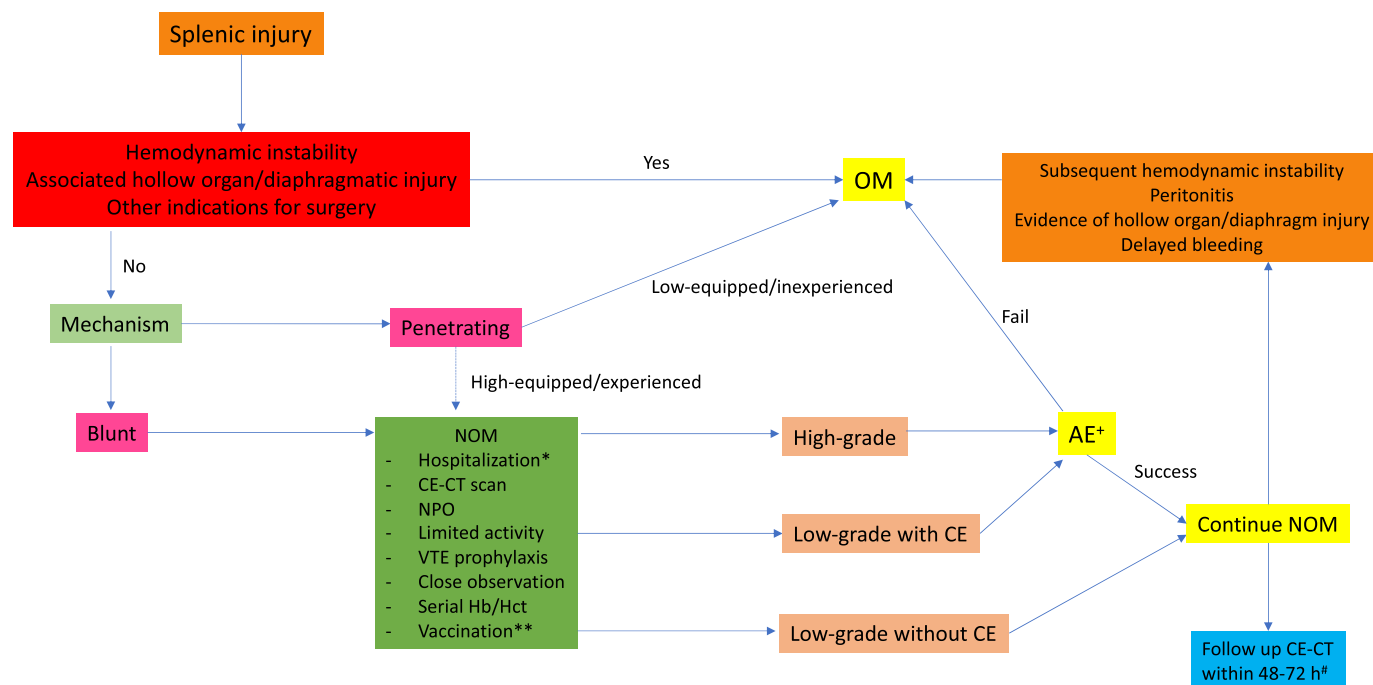 Splenic injury
Hemodynamic instability
Associated hollow organ/diaphragmatic injury
Other indications for surgery
Yes
OM
Subsequent hemodynamic instability
Peritonitis
Evidence of hollow organ/diaphragm injury
Delayed bleeding
No
Mechanism
Penetrating
Low-equipped/inexperienced
Fail
High-equipped/experienced
Blunt
NOM
- Hospitalization*
- CE-CT scan
- NPO
- Limited activity
- VTE prophylaxis
- Close observation
- Serial Hb/Hct
- Vaccination**
High-grade
AE⁺
Success
Low-grade with CE
Continue NOM
Low-grade without CE
Follow up CE-CT
within 48-72 h#